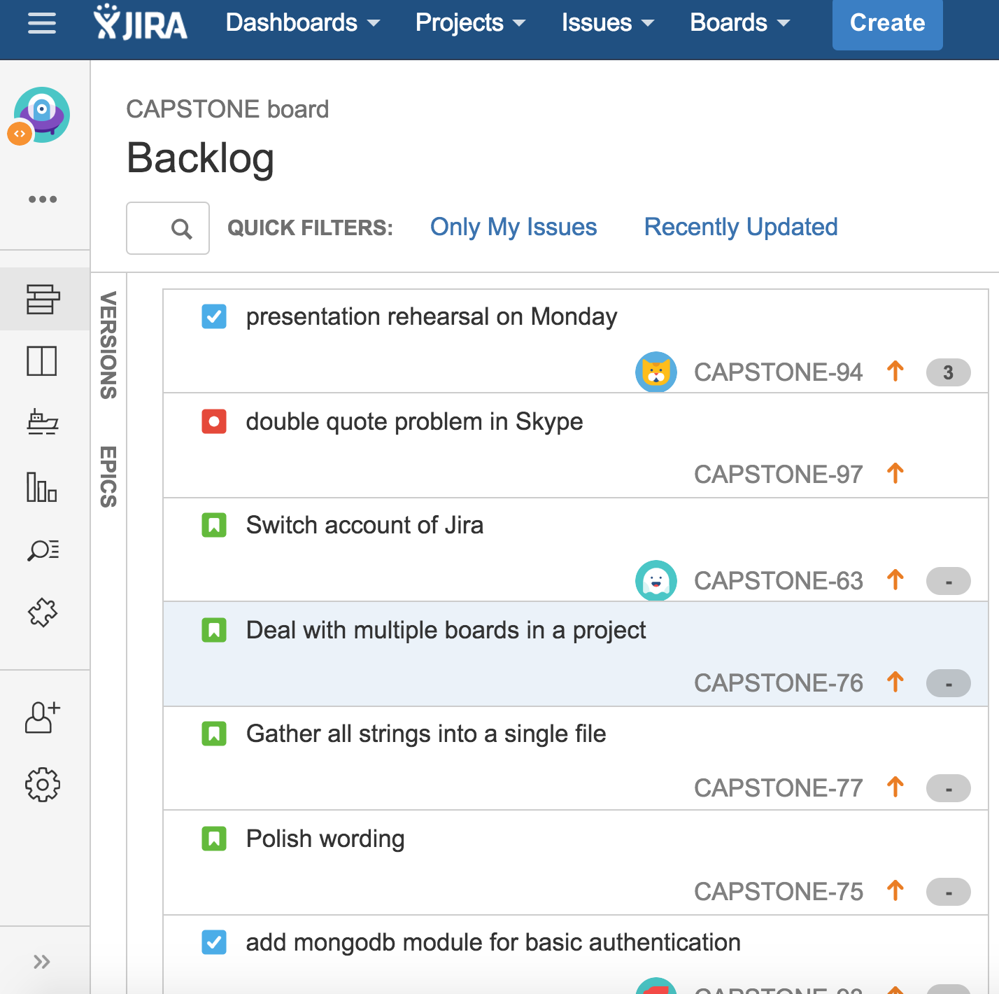 JIRA Dashboards Projects Issues Boards Create
CAPSTONE board
Backlog
QUICK FILTERS: Only My Issues Recently Updated
VERSIONS
EPICS
presentation rehearsal on Monday
CAPSTONE-94 3
double quote problem in Skype
CAPSTONE-97
Switch account of Jira
CAPSTONE-63 -
Deal with multiple boards in a project
CAPSTONE-76 -
Gather all strings into a single file
CAPSTONE-77 -
Polish wording
CAPSTONE-75 -
add mongodb module for basic authentication